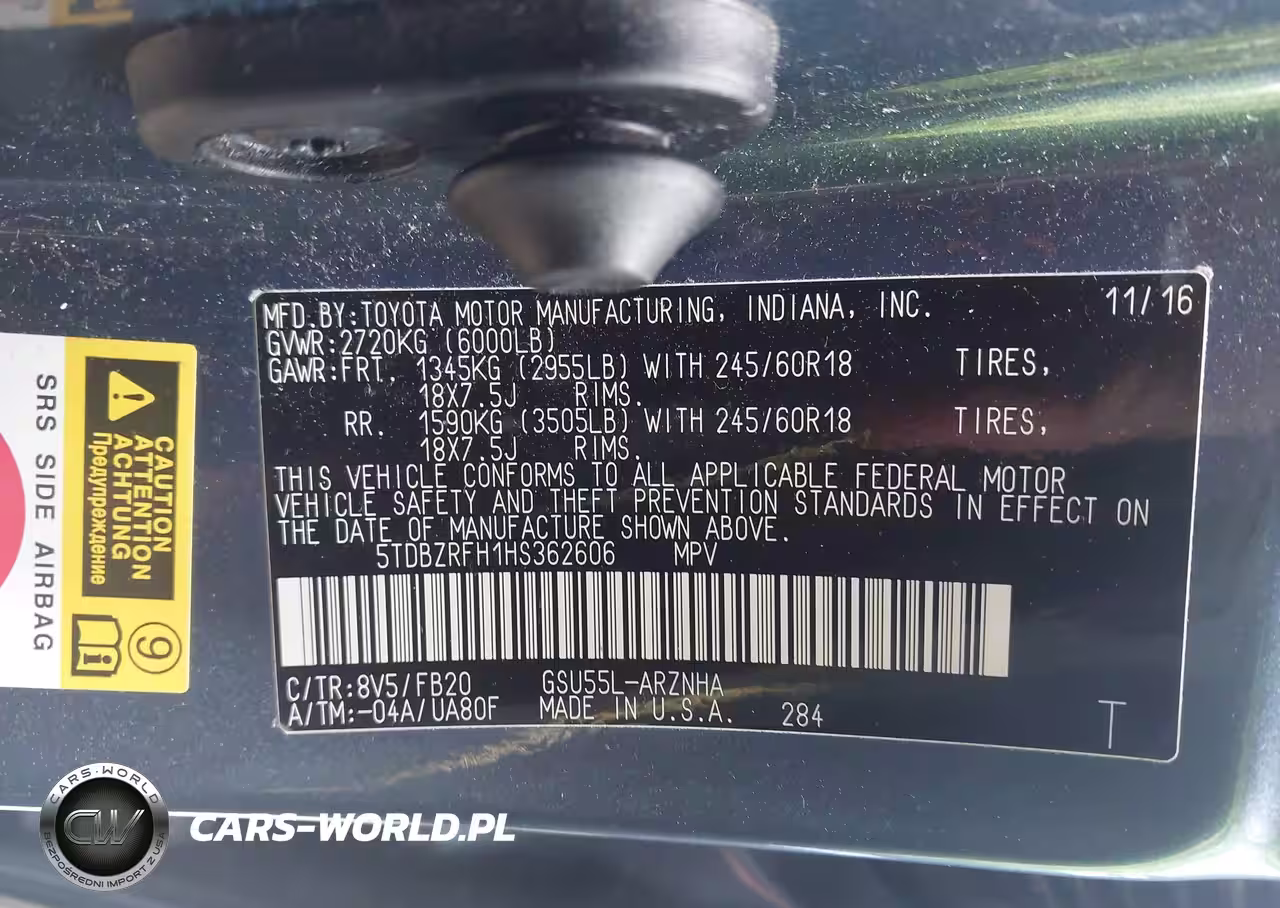 MFD.BY:TOYOTA MOTOR MANUFACTURING, INDIANA, INC. 11/16
GVWR:2720KG (6000LB)
GAWR:FRT. 1345KG (2955LB) WITH 245/60R18 TIRES,
18X7.5J RIMS.
RR. 1590KG (3505LB) WITH 245/60R18 TIRES,
18X7.5J RIMS.
THIS VEHICLE CONFORMS TO ALL APPLICABLE FEDERAL MOTOR
VEHICLE SAFETY AND THEFT PREVENTION STANDARDS IN EFFECT ON
THE DATE OF MANUFACTURE SHOWN ABOVE.
5TDBZRFH1HS362606 MPV
C/TR:8V5/FB20 GSU55L-ARZNHA
A/TM:-04A/UA80F MADE IN U.S.A. 284
T
SRS SIDE AIRBAG
CAUTION
ATTENTION
ACHTUNG
Предупреждение
9
i
CARS-WORLD
CW
BEZPOŚREDNI IMPORT Z USA
CARS-WORLD.PL